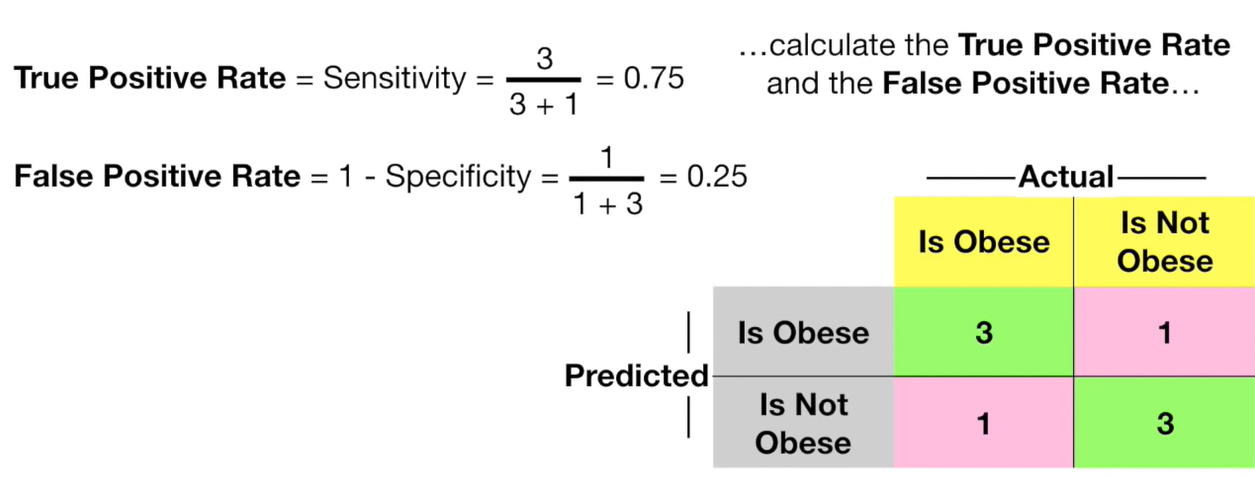 …calculate the True Positive Rate
and the False Positive Rate…
True Positive Rate = Sensitivity = 3 / 3 + 1 = 0.75
False Positive Rate = 1 - Specificity = 1 / 1 + 3 = 0.25
Actual
Is Obese
Is Not
Obese
Predicted
Is Obese 3 1
Is Not
Obese
1 3